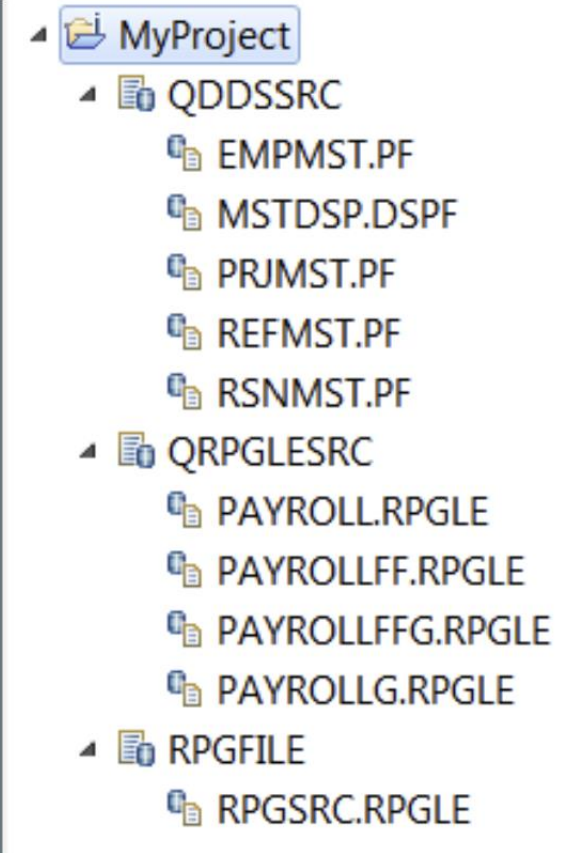 MyProject
QDDSSRC
EMPMST.PF
MSTDSP.DSPF
PRJMST.PF
REFMST.PF
RSNMST.PF
QRPGLESRC
PAYROLL.RPGLE
PAYROLLFF.RPGLE
PAYROLLFFG.RPGLE
PAYROLLG.RPGLE
RPGFILE
RPGSRC.RPGLE